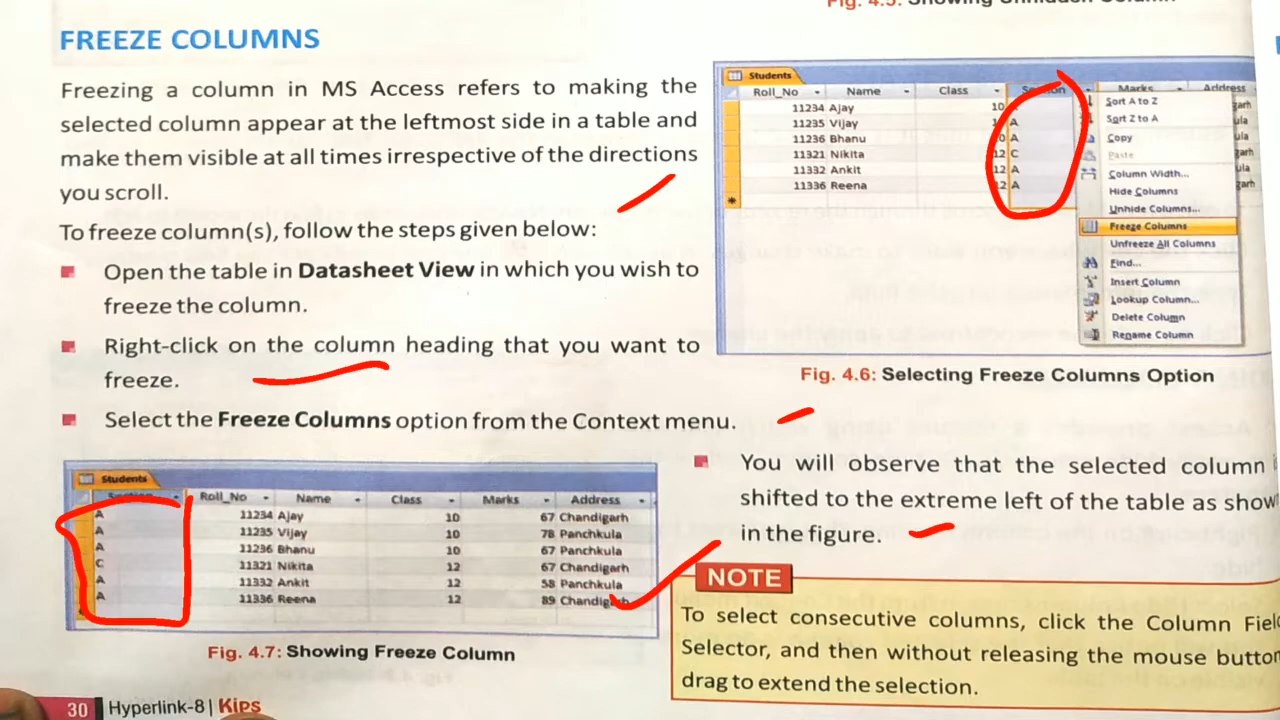 FREEZE COLUMNS
Freezing a column in MS Access refers to making the
selected column appear at the leftmost side in a table and
make them visible at all times irrespective of the directions
you scroll.
To freeze column(s), follow the steps given below:
Open the table in Datasheet View in which you wish to
freeze the column.
Right-click on the column heading that you want to
freeze.
Select the Freeze Columns option from the Context menu.
Students
Roll_No Name Class Marks Address
11234 Ajay 10
11235 Vijay A
11236 Bhanu A
11321 Nikita 12 C
11332 Ankit 12 A
11336 Reena 12 A
Sort A to Z
Sort Z to A
Copy
Paste
Column Width...
Hide Columns
Unhide Columns...
Freeze Columns
Unfreeze All Columns
Find...
Insert Column
Lookup Column...
Delete Column
Rename Column
Fig. 4.6: Selecting Freeze Columns Option
Students
Roll_No Name Class Marks Address
A 11234 Ajay 10 67 Chandigarh
A 11235 Vijay 10 78 Panchkula
A 11236 Bhanu 10 67 Panchkula
C 11321 Nikita 12 67 Chandigarh
A 11332 Ankit 12 58 Panchkula
A 11336 Reena 12 89
Fig. 4.7: Showing Freeze Column
You will observe that the selected column
shifted to the extreme left of the table as
in the figure.
NOTE
To select consecutive columns, click the Column
Selector, and then without releasing the mouse button
drag to extend the selection.
30 Hyperlink-8 | Kips